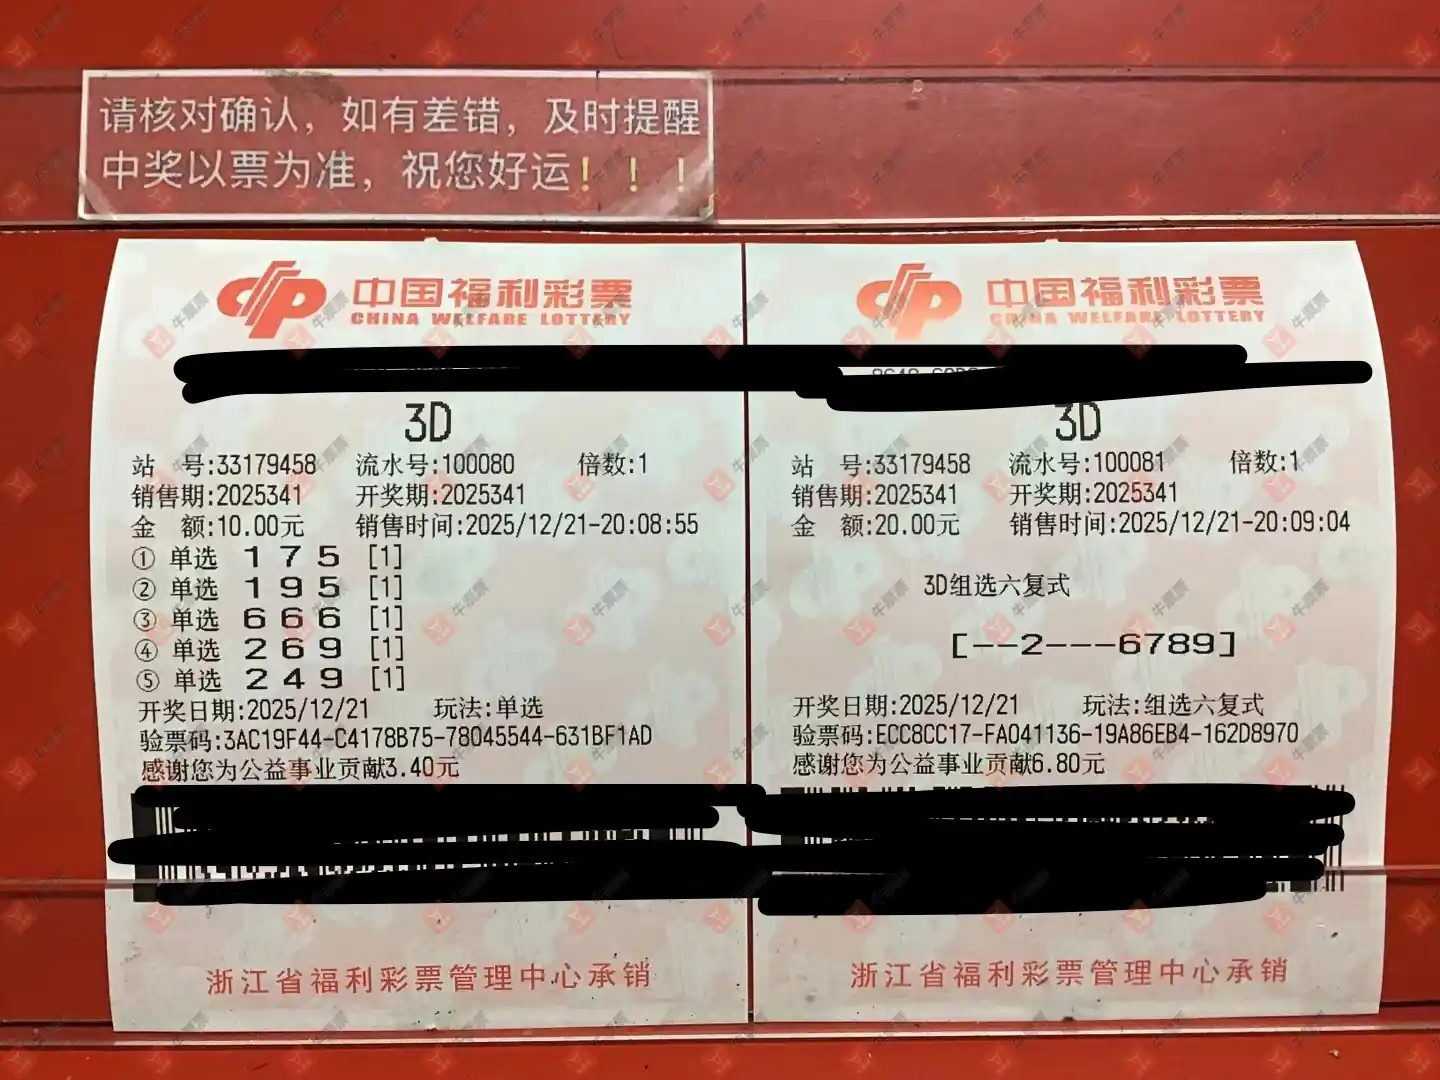 请核对确认，如有差错，及时提醒
中奖以票为准，祝您好运！！！
中国福利彩票
CHINA WELFARE LOTTERY
3D
站 号:33179458 流水号:100080 倍数:1
销售期:2025341 开奖期:2025341
金 额:10.00元 销售时间:2025/12/21-20:08:55
① 单选 1 7 5 [1]
② 单选 1 9 5 [1]
③ 单选 6 6 6 [1]
④ 单选 2 6 9 [1]
⑤ 单选 2 4 9 [1]
开奖日期:2025/12/21 玩法:单选
验票码:3AC19F44-C4178B75-78045544-631BF1AD
感谢您为公益事业贡献3.40元
浙江省福利彩票管理中心承销
中国福利彩票
CHINA WELFARE LOTTERY
3D
站 号:33179458 流水号:100081 倍数:1
销售期:2025341 开奖期:2025341
金 额:20.00元 销售时间:2025/12/21-20:09:04
3D组选六复式
[--2---6789]
开奖日期:2025/12/21 玩法:组选六复式
验票码:ECC8CC17-FA041136-19A86EB4-162D8970
感谢您为公益事业贡献6.80元
浙江省福利彩票管理中心承销